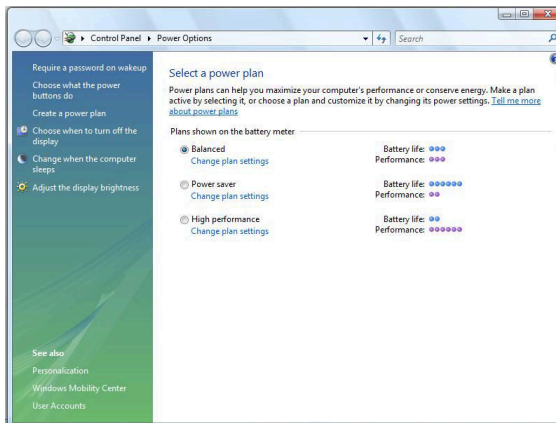 Control Panel Power Options
Search
Require a password on wakeup
Choose what the power
buttons do
Create a power plan
Choose when to turn off the
display
Change when the computer
sleeps
Adjust the display brightness
See also
Personalization
Windows Mobility Center
User Accounts
Select a power plan
Power plans can help you maximize your computer's performance or conserve energy. Make a plan
active by selecting it, or choose a plan and customize it by changing its power settings. Tell me more
about power plans
Plans shown on the battery meter
Balanced Battery life:
Change plan settings Performance:
Power saver Battery life:
Change plan settings Performance:
High performance Battery life:
Change plan settings Performance: